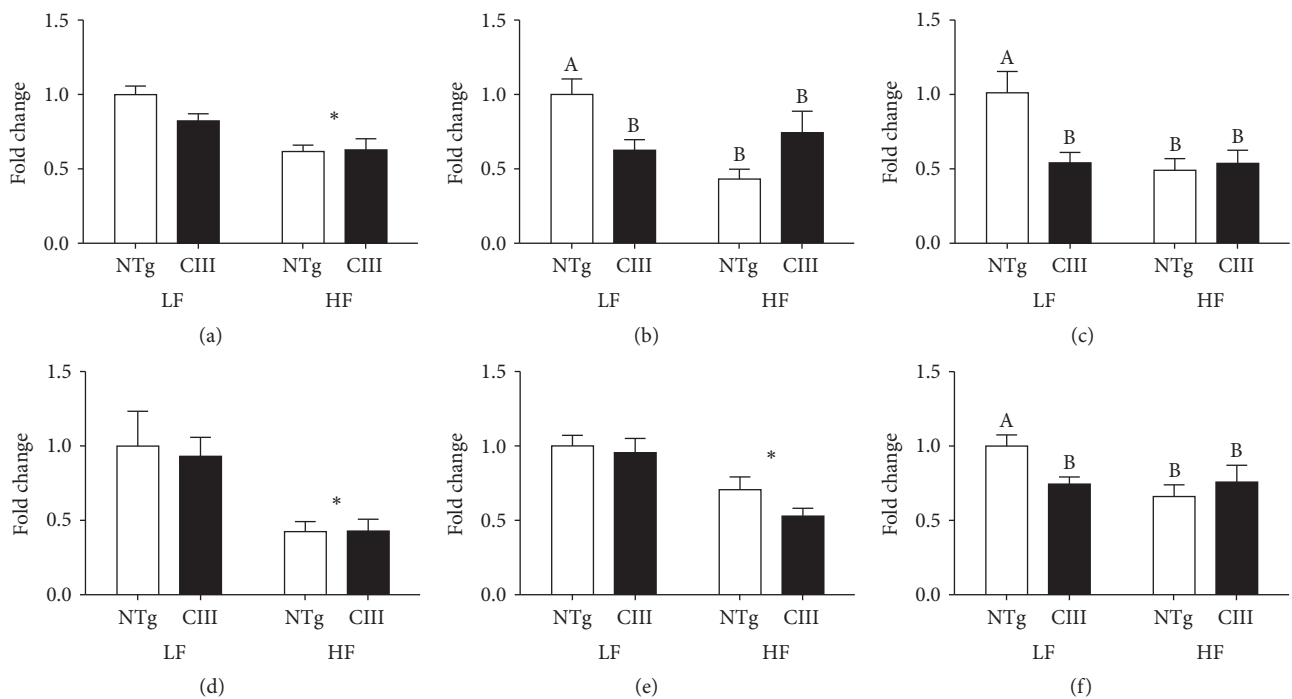 1.5
1.0
0.5
0.0
Fold change
*
NTg CIII NTg CIII
LF HF
(a)
1.5
1.0
0.5
0.0
Fold change
A
B
B
B
NTg CIII NTg CIII
LF HF
(b)
1.5
1.0
0.5
0.0
Fold change
A
B
B
B
NTg CIII NTg CIII
LF HF
(c)
1.5
1.0
0.5
0.0
Fold change
*
NTg CIII NTg CIII
LF HF
(d)
1.5
1.0
0.5
0.0
Fold change
*
NTg CIII NTg CIII
LF HF
(e)
1.5
1.0
0.5
0.0
Fold change
A
B
B
B
NTg CIII NTg CIII
LF HF
(f)